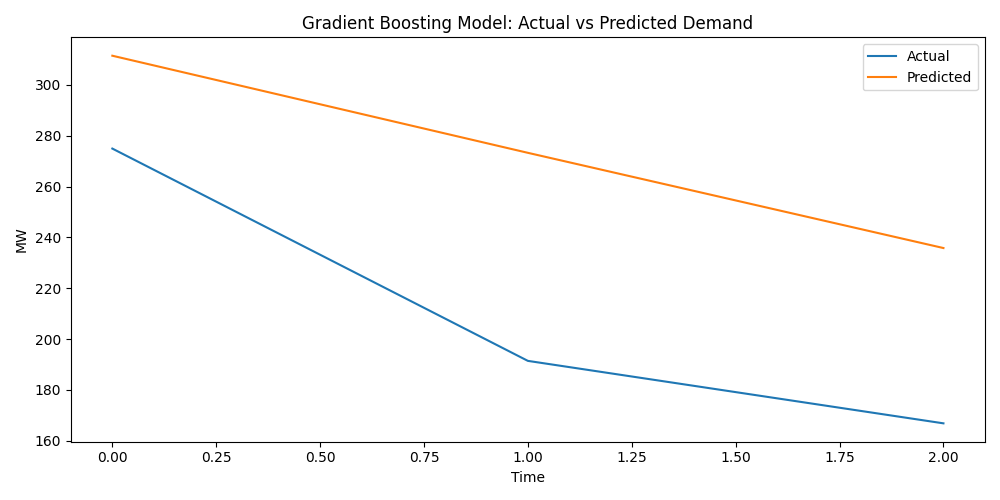 Gradient Boosting Model: Actual vs Predicted Demand
Actual
Predicted
MW
300
280
260
240
220
200
180
160
0.00 0.25 0.50 0.75 1.00 1.25 1.50 1.75 2.00
Time